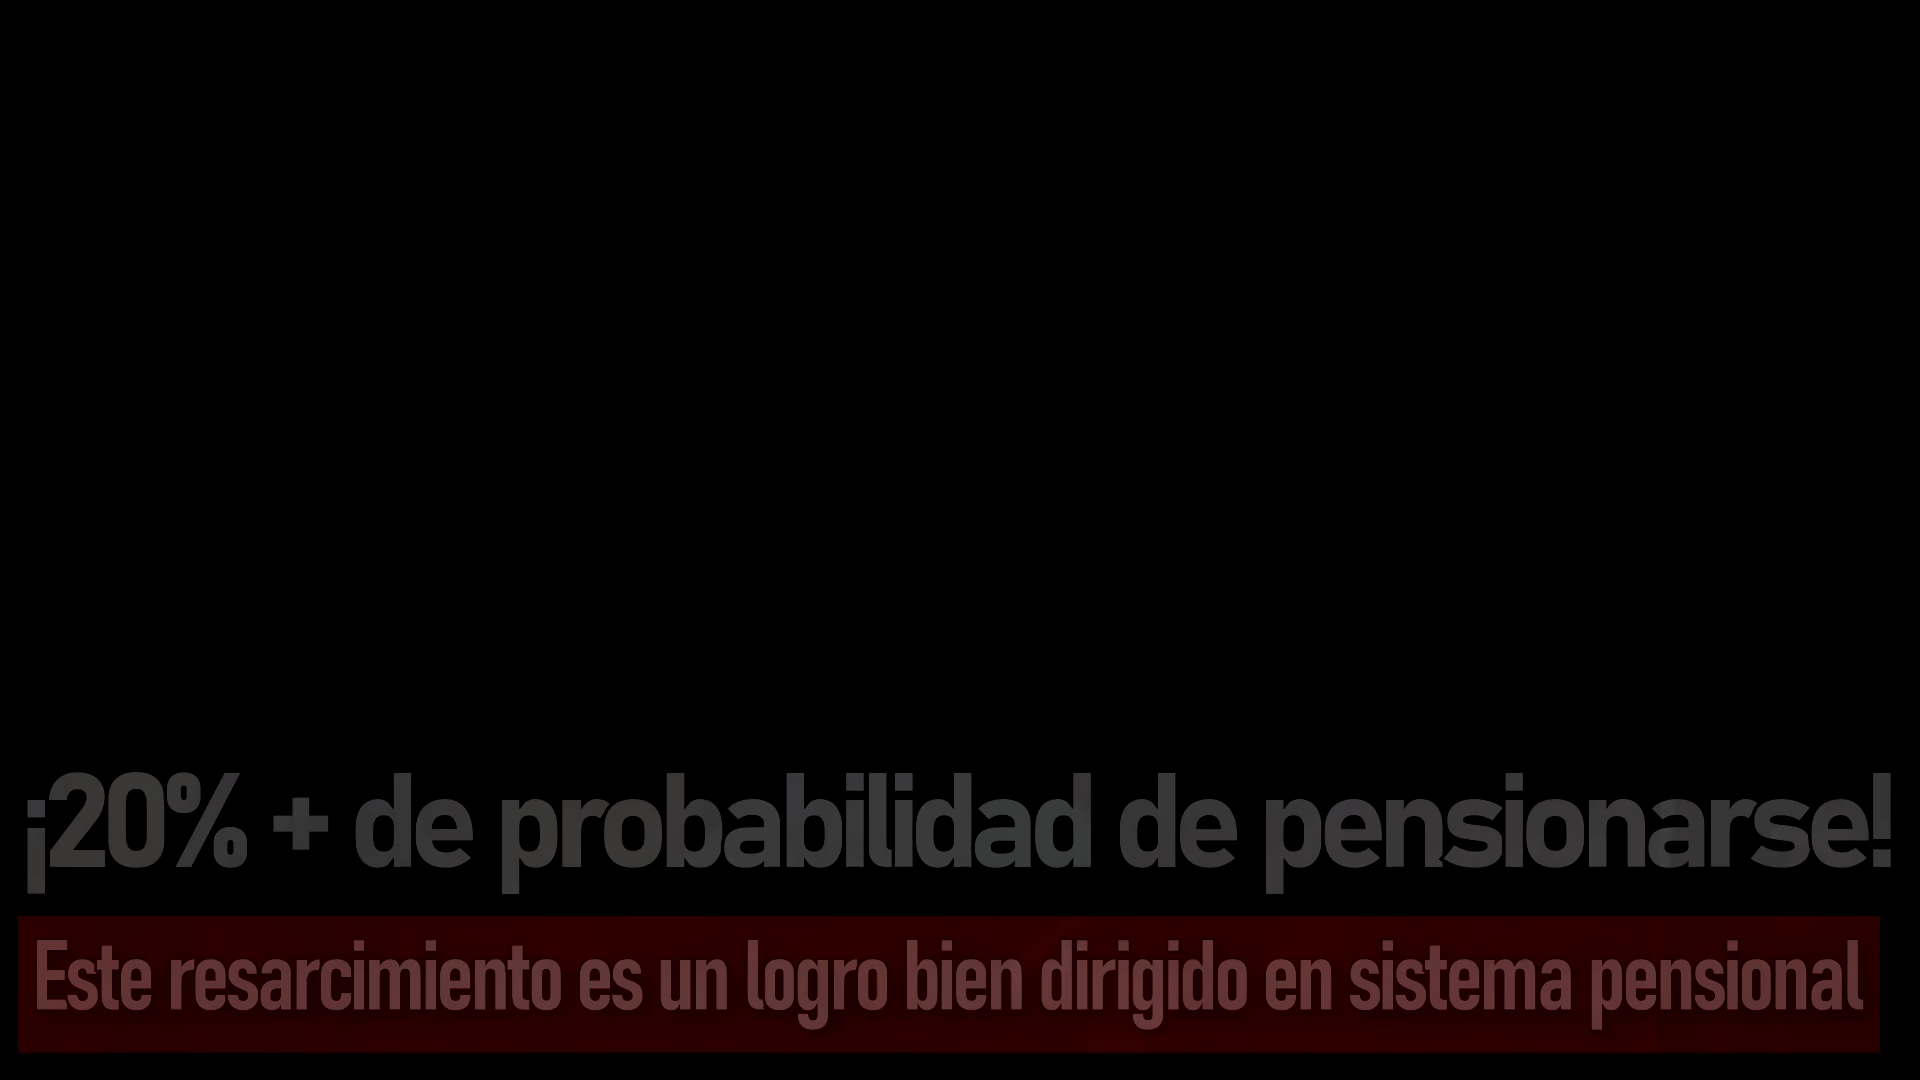 ¡20% + de probabilidad de pensionarse!
Este resarcimiento es un logro bien dirigido en sistema pensional